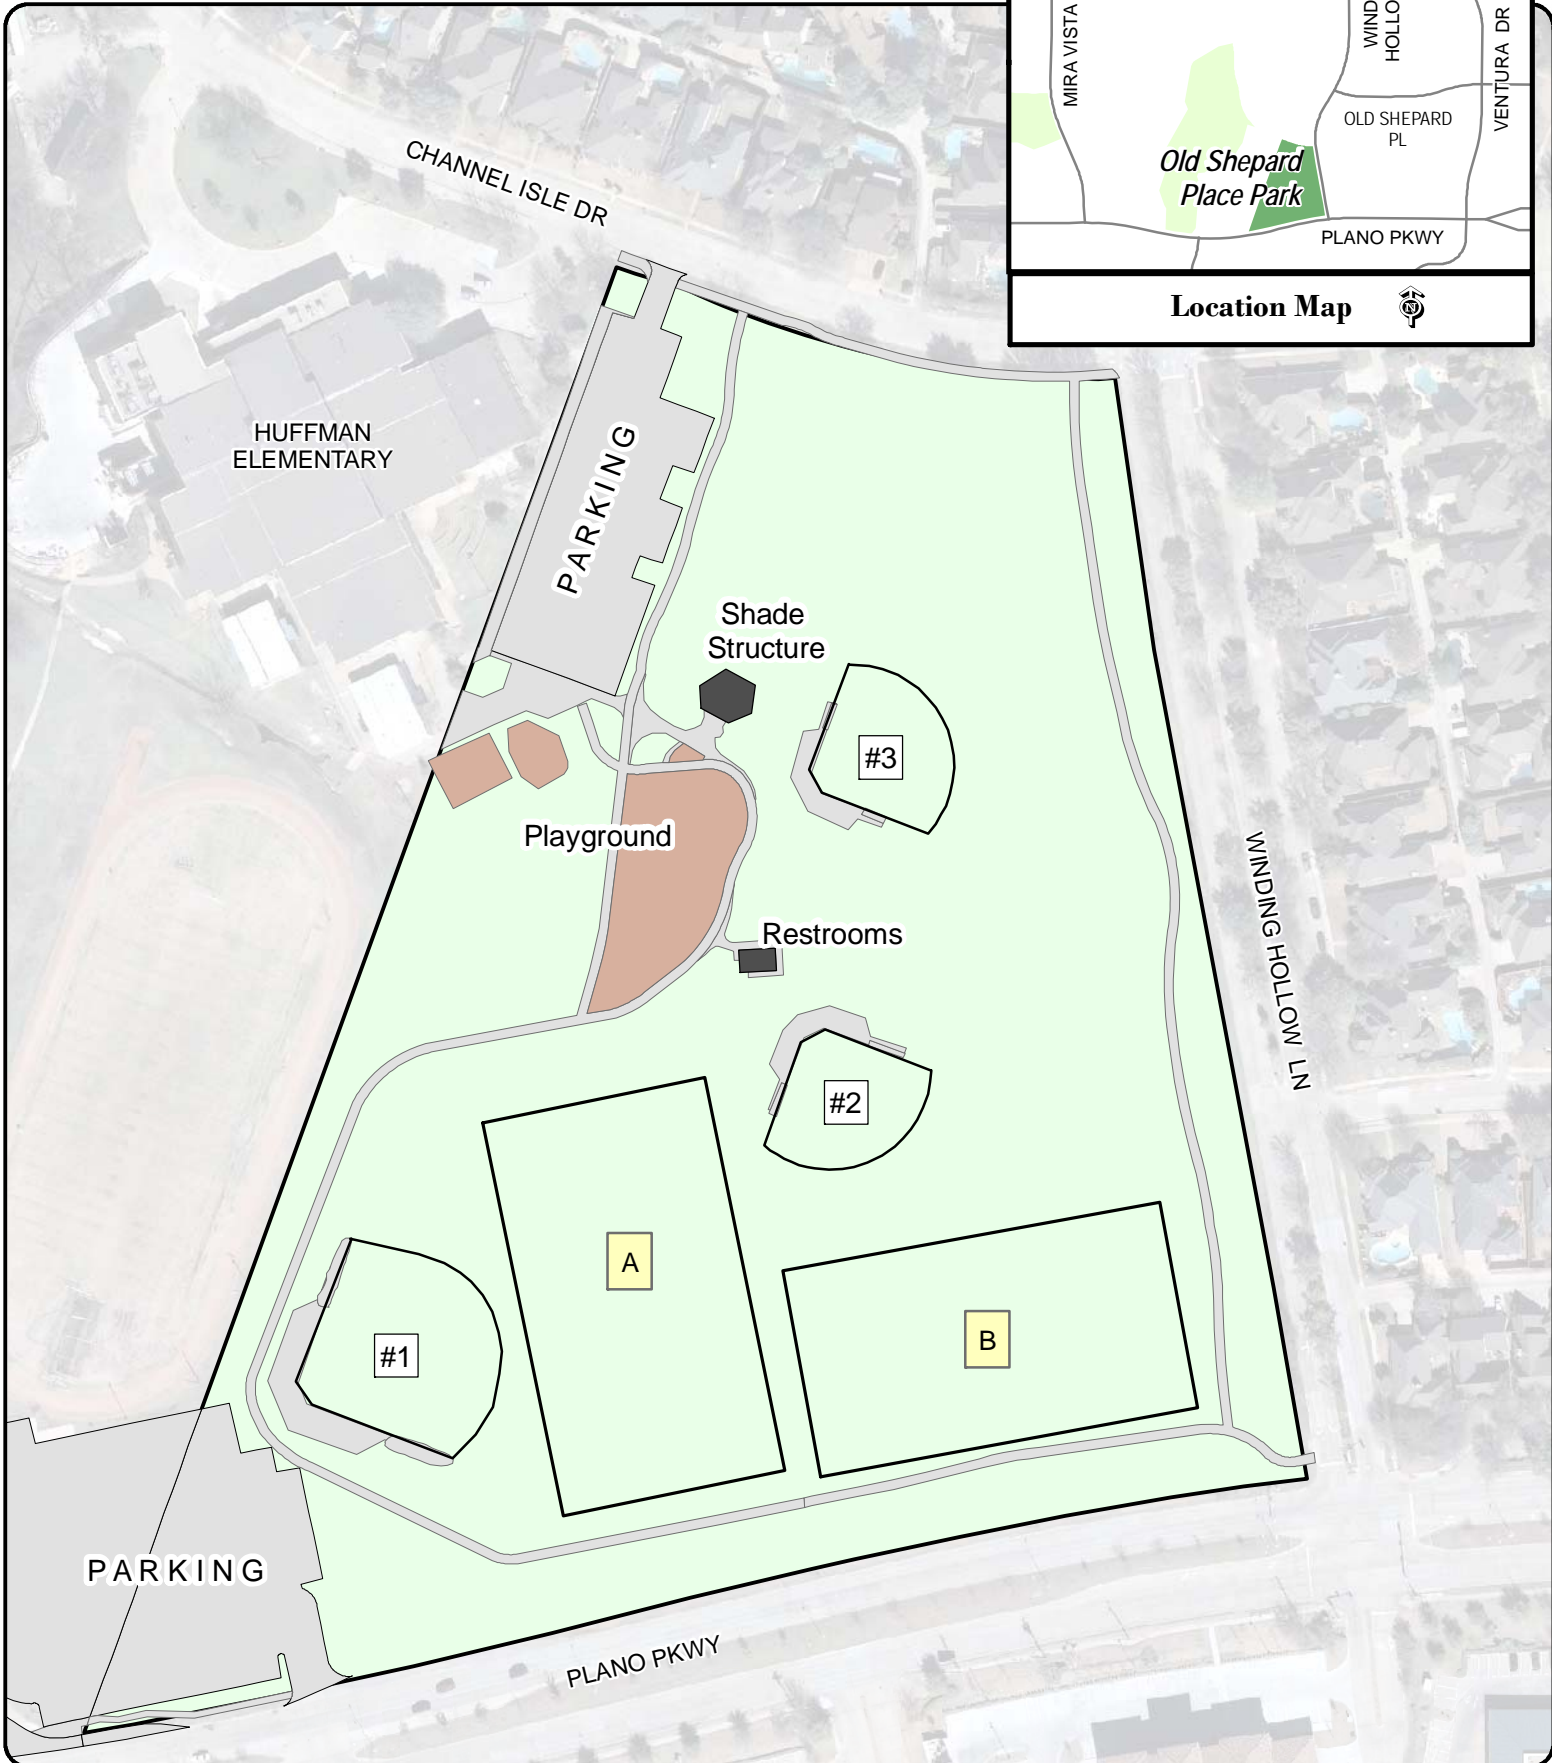 MIRA VISTA
WIND
HOLLO
VENTURA DR
OLD SHEPARD
PL
Old Shepard
Place Park
PLANO PKWY
Location Map
N
CHANNEL ISLE DR
HUFFMAN
ELEMENTARY
PARKING
Shade
Structure
#3
Playground
WINDING HOLLOW LN
Restrooms
#2
A
B
#1
PARKING
PLANO PKWY